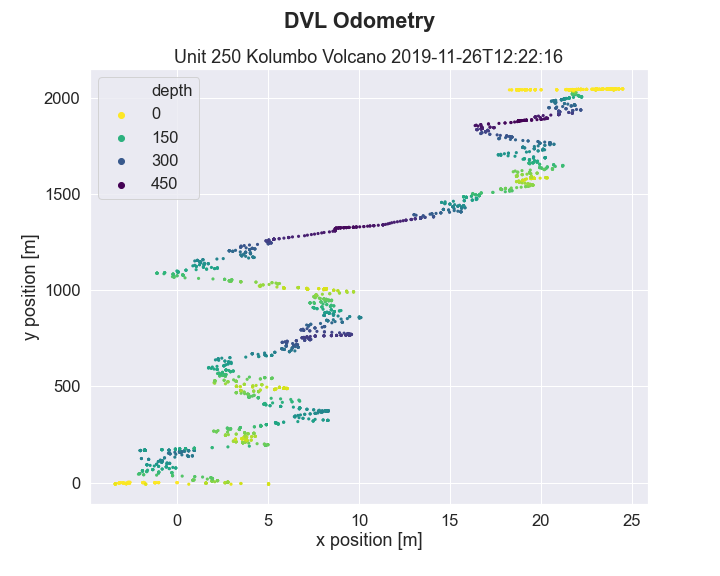 DVL Odometry
Unit 250 Kolumbo Volcano 2019-11-26T12:22:16
depth
0
150
300
450
2000
1500
1000
500
0
y position [m]
0 5 10 15 20 25
x position [m]